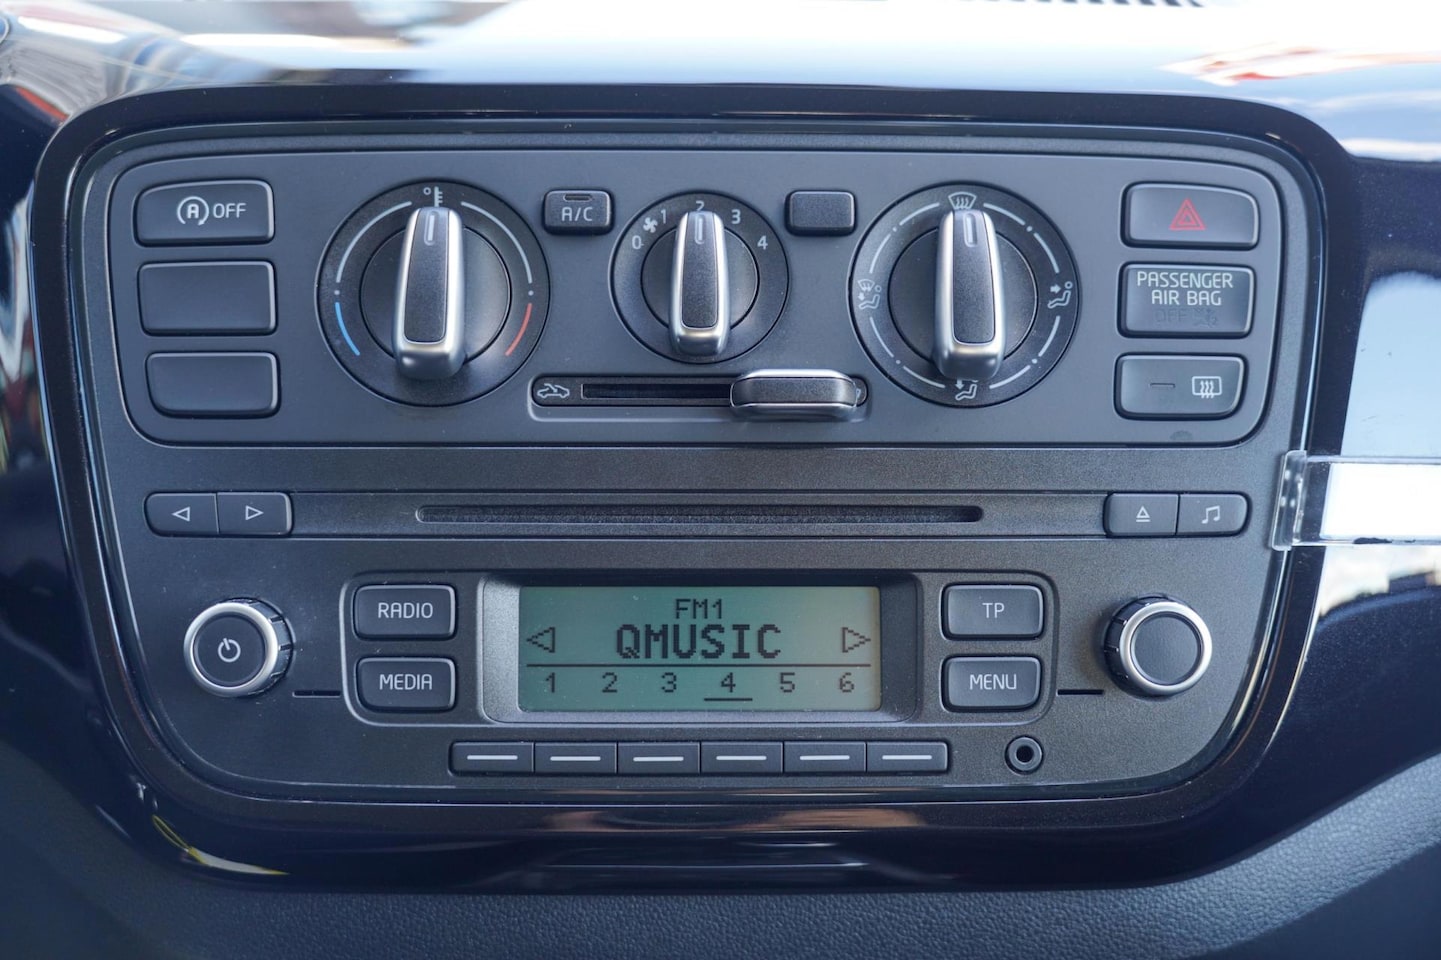 A OFF
A/C
0 1 2 3 4
PASSENGER
AIR BAG
OFF
RADIO
MEDIA
FM1
QMUSIC
1 2 3 4 5 6
TP
MENU